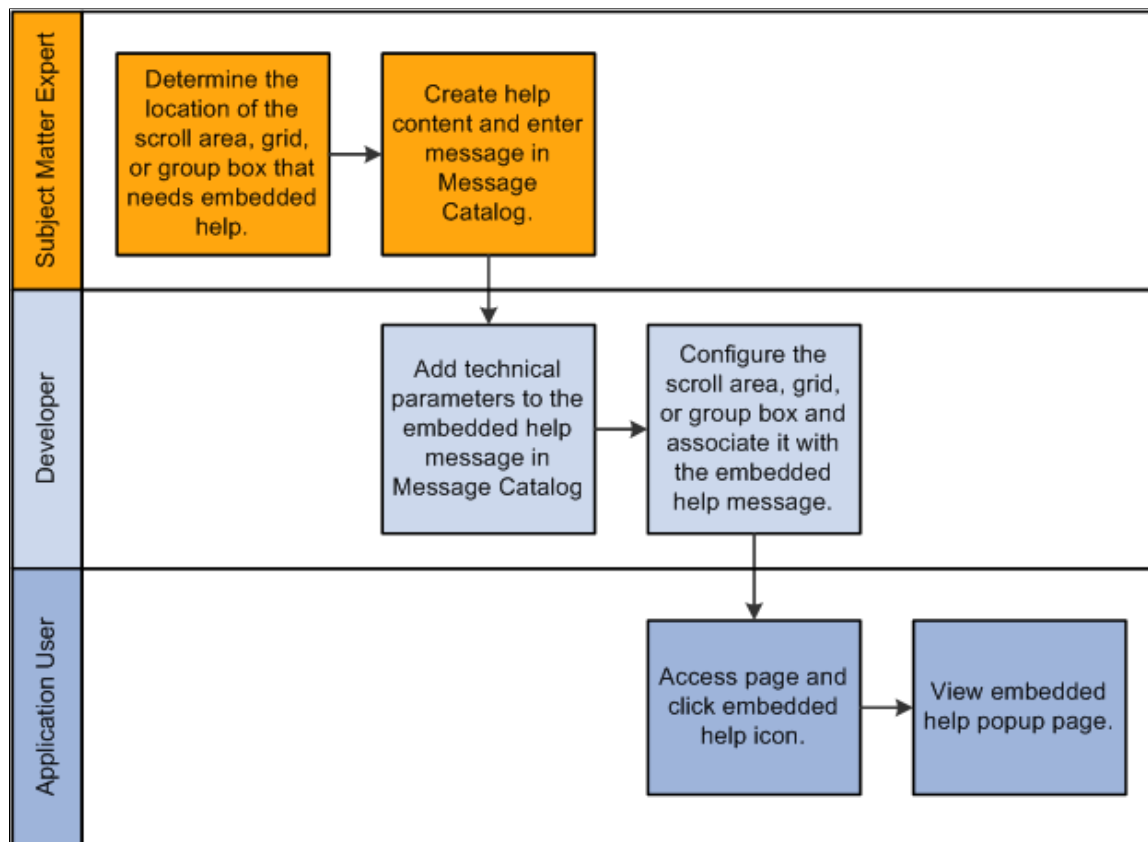 Subject Matter Expert
Determine the
location of the
scroll area, grid,
or group box that
needs embedded
help.
Create help
content and enter
message in
Message
Catalog.
Developer
Add technical
parameters to the
embedded help
message in
Message Catalog
Configure the
scroll area, grid,
or group box and
associate it with
the embedded
help message.
Application User
Access page and
click embedded
help icon.
View embedded
help popup page.